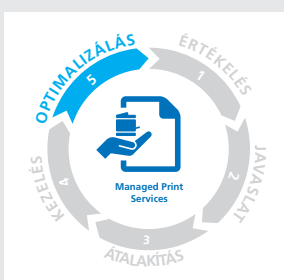 OPTIMALIZÁLÁS
5
ÉRTÉKELÉS
1
JAVASLAT
2
ÁTALAKÍTÁS
3
KEZELÉS
4
Managed Print
Services